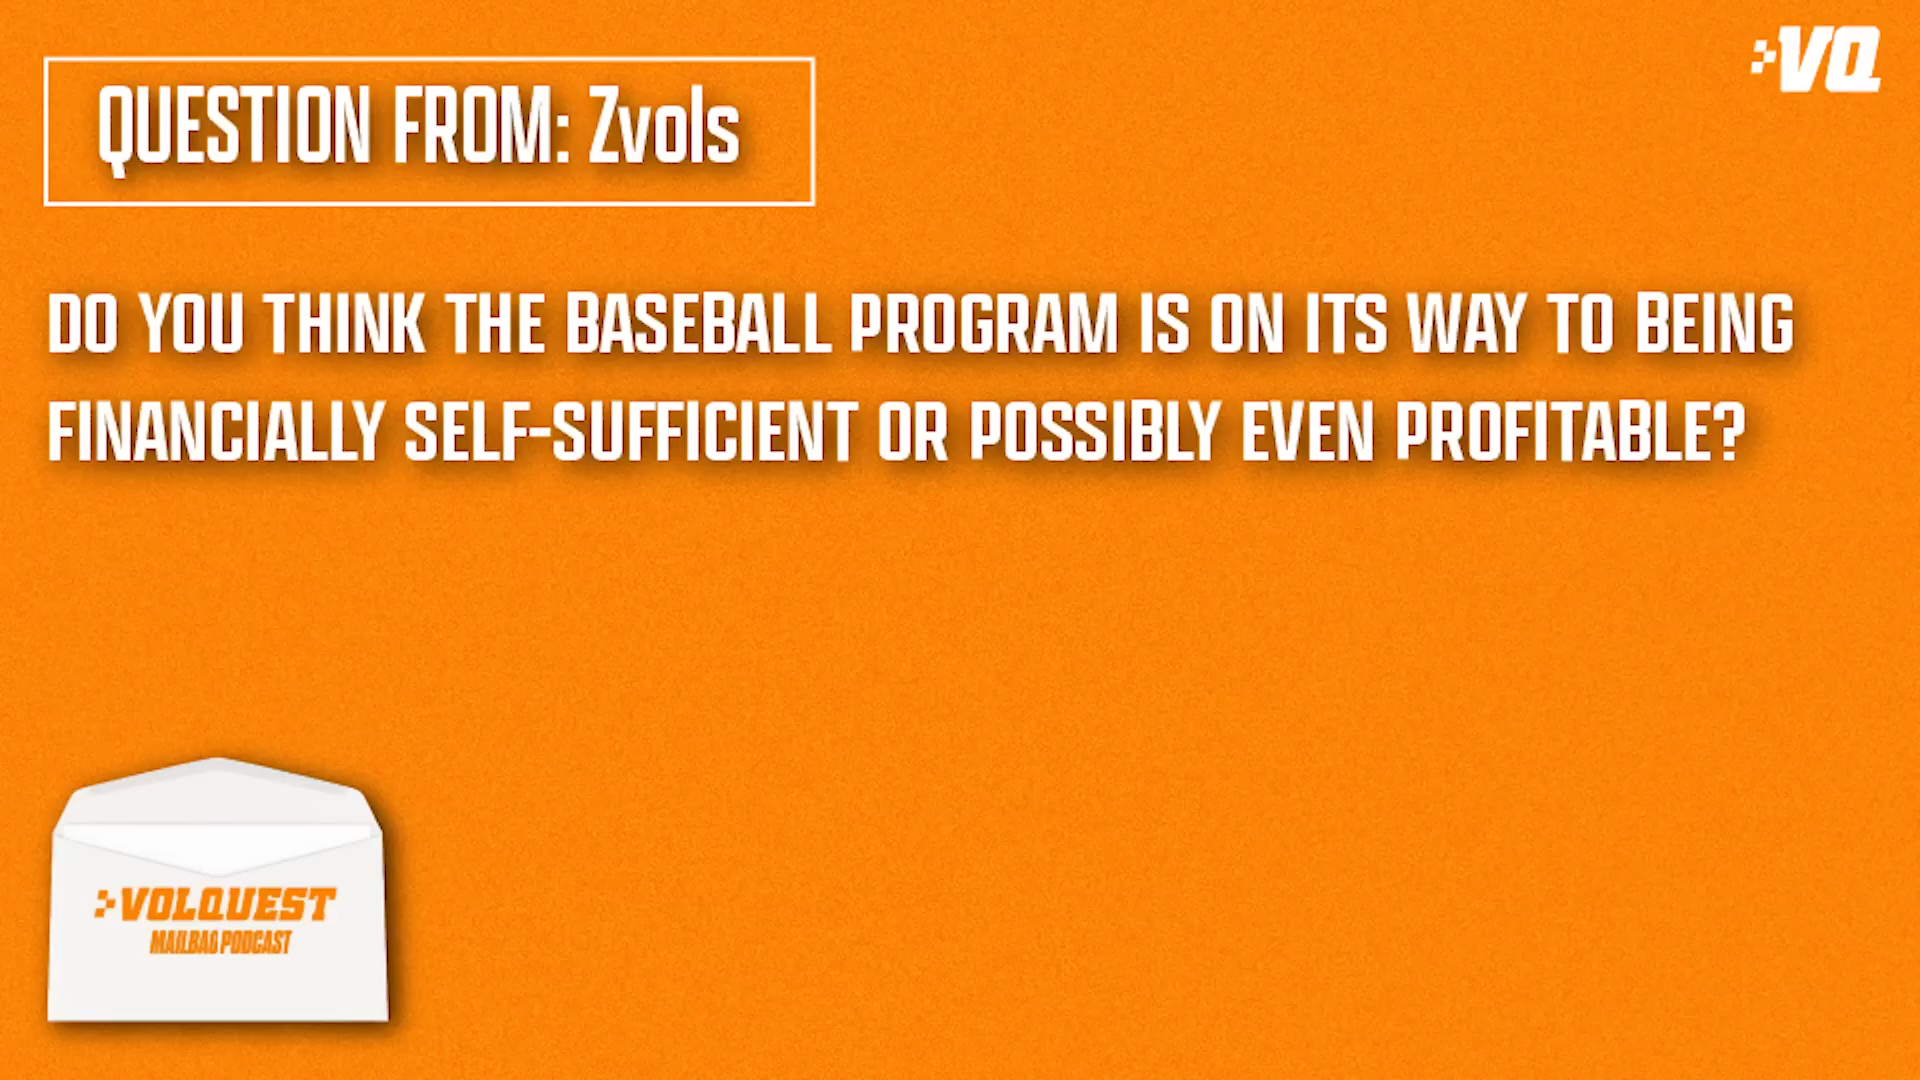 VQ
QUESTION FROM: Zvols
DO YOU THINK THE BASEBALL PROGRAM IS ON ITS WAY TO BEING
FINANCIALLY SELF-SUFFICIENT OR POSSIBLY EVEN PROFITABLE?
VOLQUEST
MAILBAG PODCAST